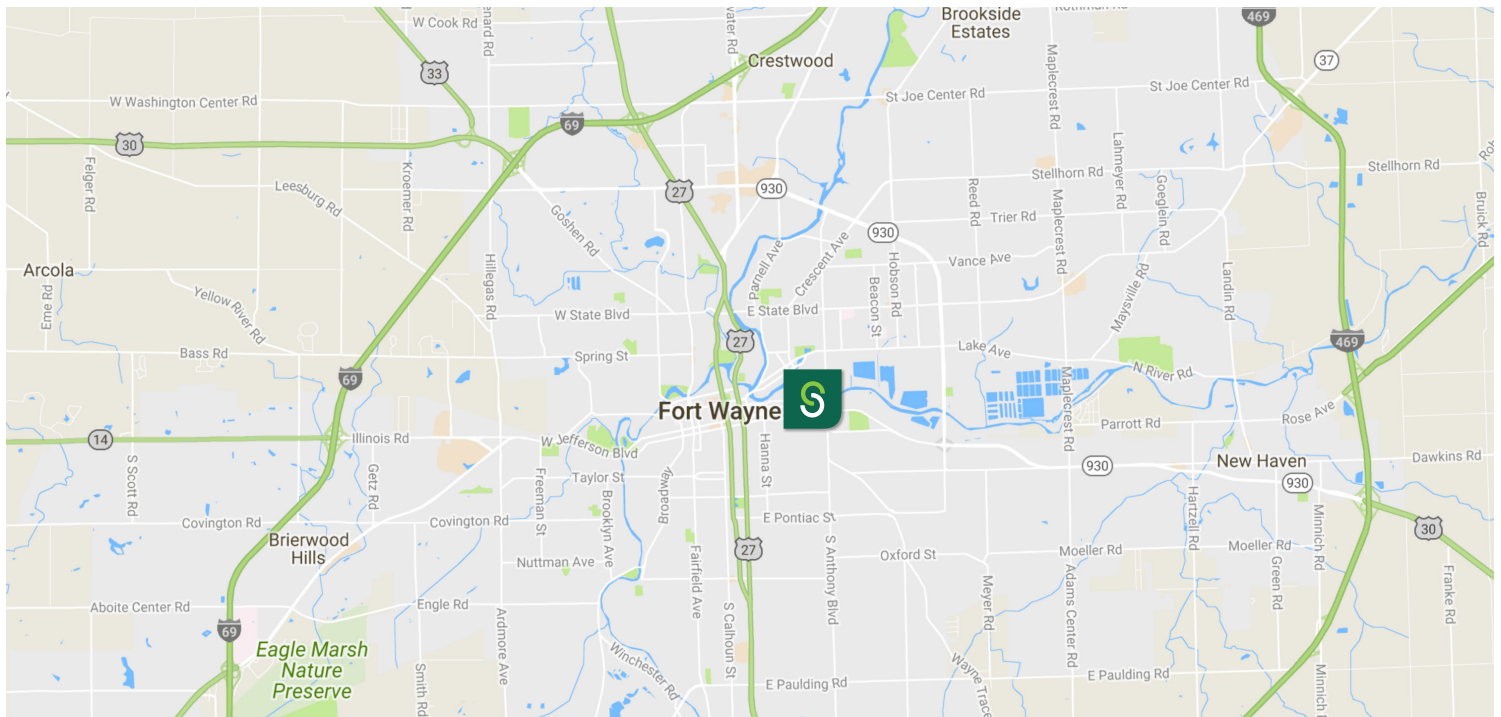 Brookside
Estates
Rothman Rd
W Cook Rd
469
33
Crestwood
37
W Washington Center Rd
St Joe Center Rd
St Joe Center Rd
Maplecrest Rd
69
30
Felger Rd
Kroemer Rd
Leesburg Rd
27
930
Stellhorn Rd
Stellhorn Rd
Lahmeyer Rd
Goeglein Rd
Reed Rd
Trier Rd
Maplecrest Rd
Bruick Rd
Goshen Rd
930
Arcola
Eme Rd
Yellow River Rd
Hillegas Rd
Parnell Ave
Crescent Ave
Hobson Rd
Beacon St
Vance Ave
Maysville Rd
Landin Rd
W State Blvd
E State Blvd
27
469
Bass Rd
Spring St
Lake Ave
N River Rd
69
Maplecrest Rd
Fort Wayne
S
Rose Ave
Parrott Rd
14
Illinois Rd
W Jefferson Blvd
Hanna St
930
New Haven
Dawkins Rd
930
S Scott Rd
Getz Rd
Freeman St
Taylor St
Brooklyn Ave
Broadway
Hartzell Rd
Minnich Rd
Covington Rd
Covington Rd
E Pontiac St
30
Brierwood
Hills
Nuttman Ave
Fairfield Ave
27
S Anthony Blvd
Oxford St
Moeller Rd
Moeller Rd
Green Rd
Franke Rd
Aboite Center Rd
Engle Rd
Ardmore Ave
S Calhoun St
Meyer Rd
Adams Center Rd
69
Eagle Marsh
Nature
Preserve
Smith Rd
Winchester Rd
E Paulding Rd
Wayne Trace
E Paulding Rd
Minnich Rd